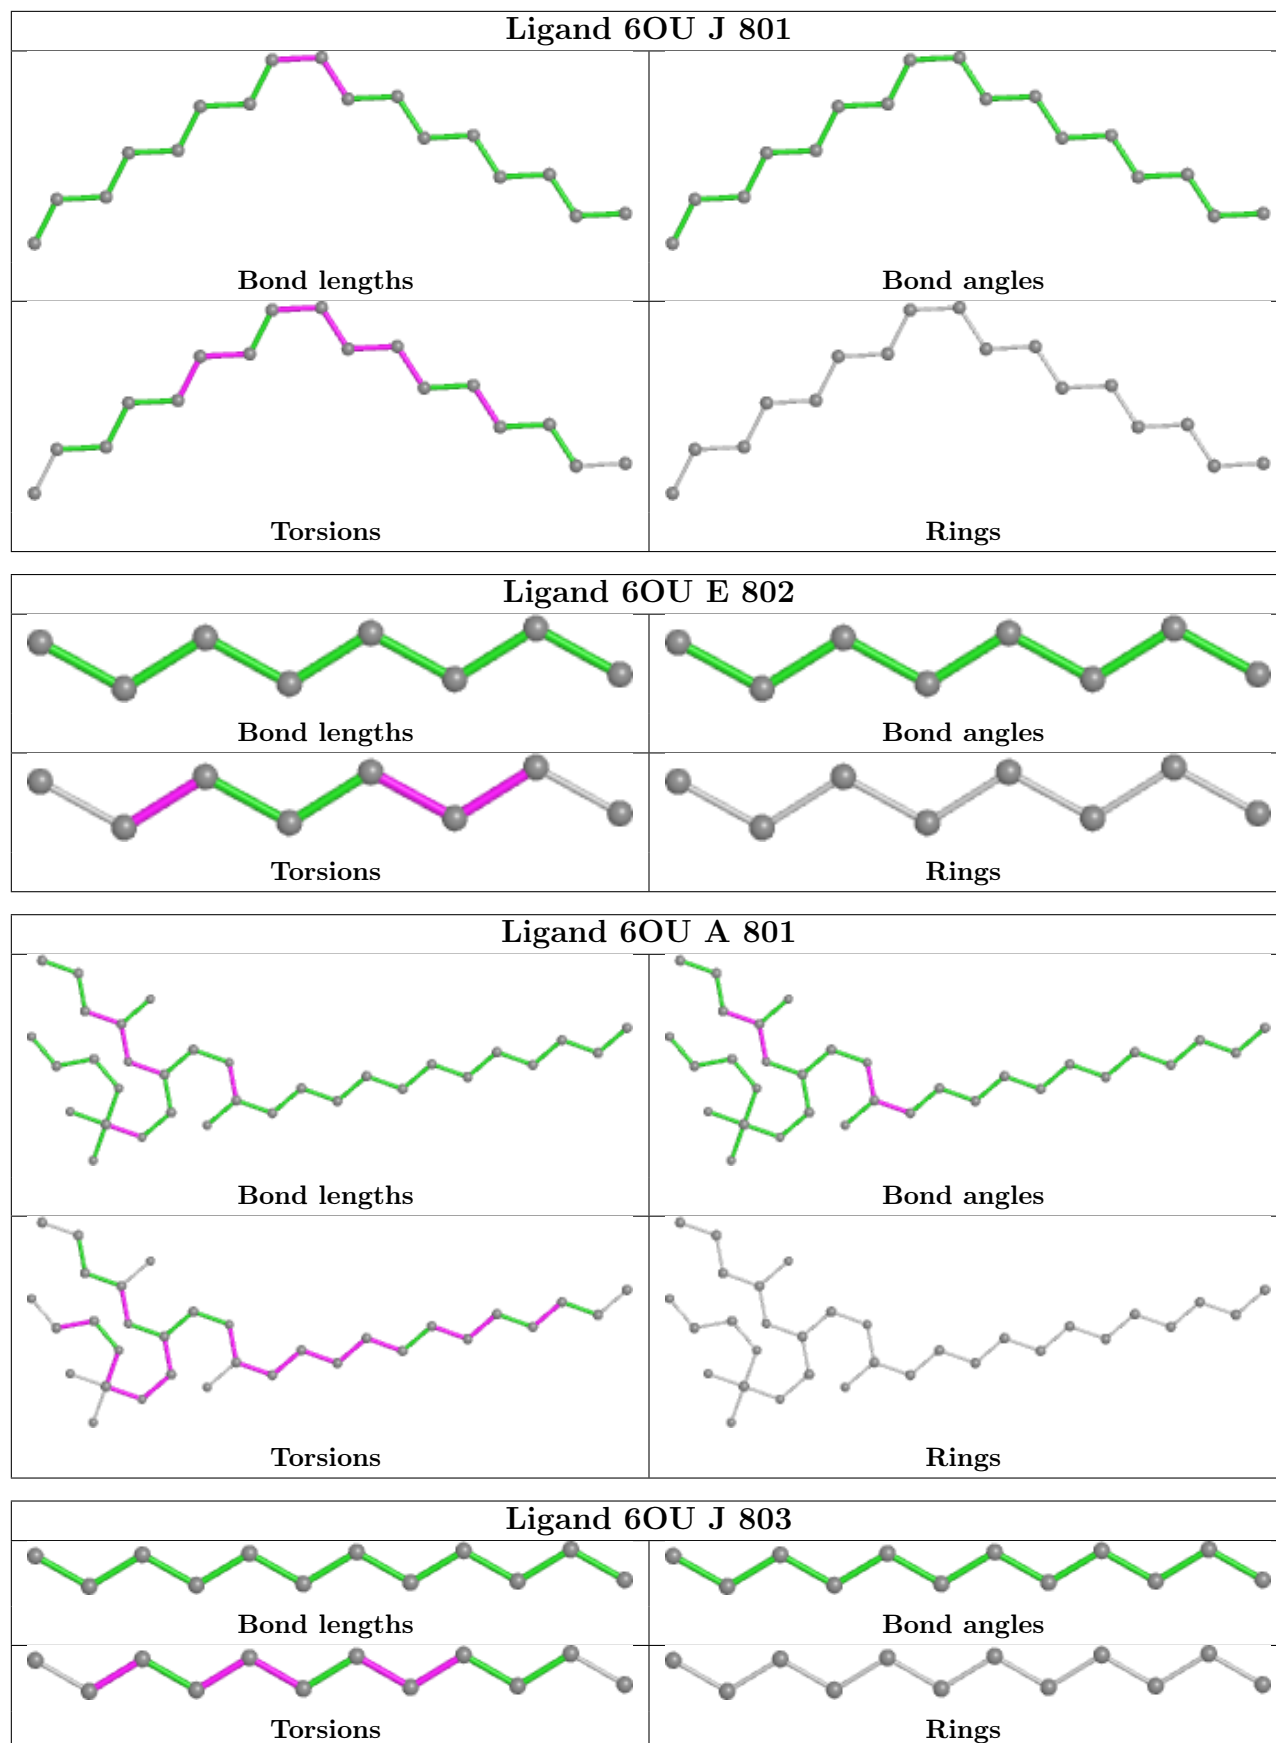 Ligand 6OU J 801
Bond lengths
Bond angles
Torsions
Rings
Ligand 6OU E 802
Bond lengths
Bond angles
Torsions
Rings
Ligand 6OU A 801
Bond lengths
Bond angles
Torsions
Rings
Ligand 6OU J 803
Bond lengths
Bond angles
Torsions
Rings